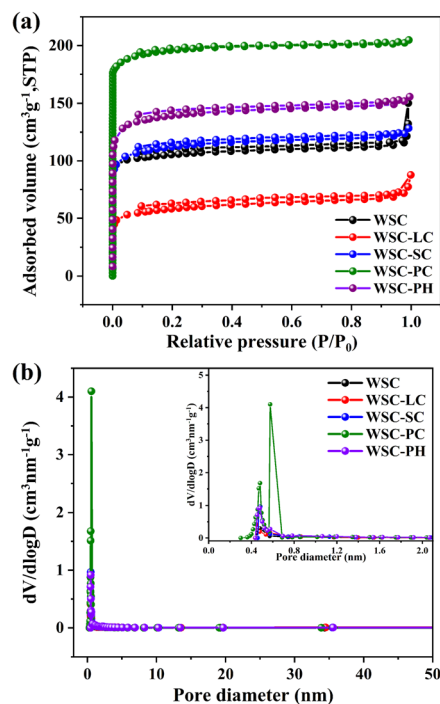 (a)
200
150
100
50
0
Adsorbed volume (cm³g⁻¹,STP)
WSC
WSC-LC
WSC-SC
WSC-PC
WSC-PH
0.0 0.2 0.4 0.6 0.8 1.0
Relative pressure (P/P₀)
(b)
4
3
2
1
0
dV/dlogD (cm³nm⁻¹g⁻¹)
5
4
3
2
1
0
dV/dlogD (cm³nm⁻¹g⁻¹)
WSC
WSC-LC
WSC-SC
WSC-PC
WSC-PH
0.0 0.4 0.8 1.2 1.6 2.0
Pore diameter (nm)
0 10 20 30 40 50
Pore diameter (nm)